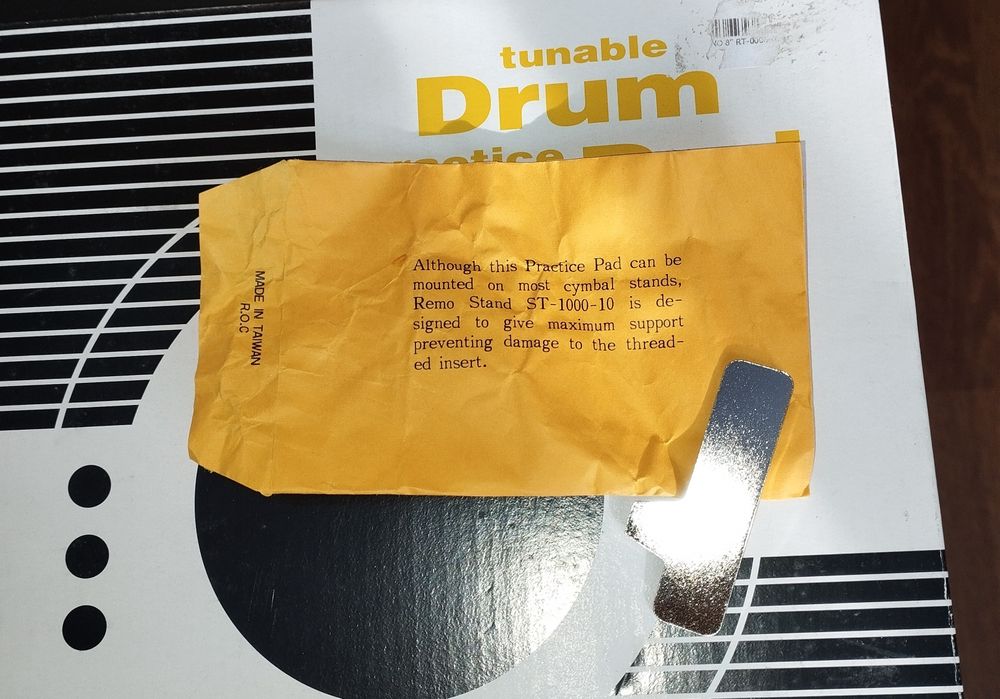 tunable
Drum
MADE IN TAIWAN
R.O.C
Although this Practice Pad can be
mounted on most cymbal stands,
Remo Stand ST-1000-10 is de-
signed to give maximum support
preventing damage to the thread-
ed insert.